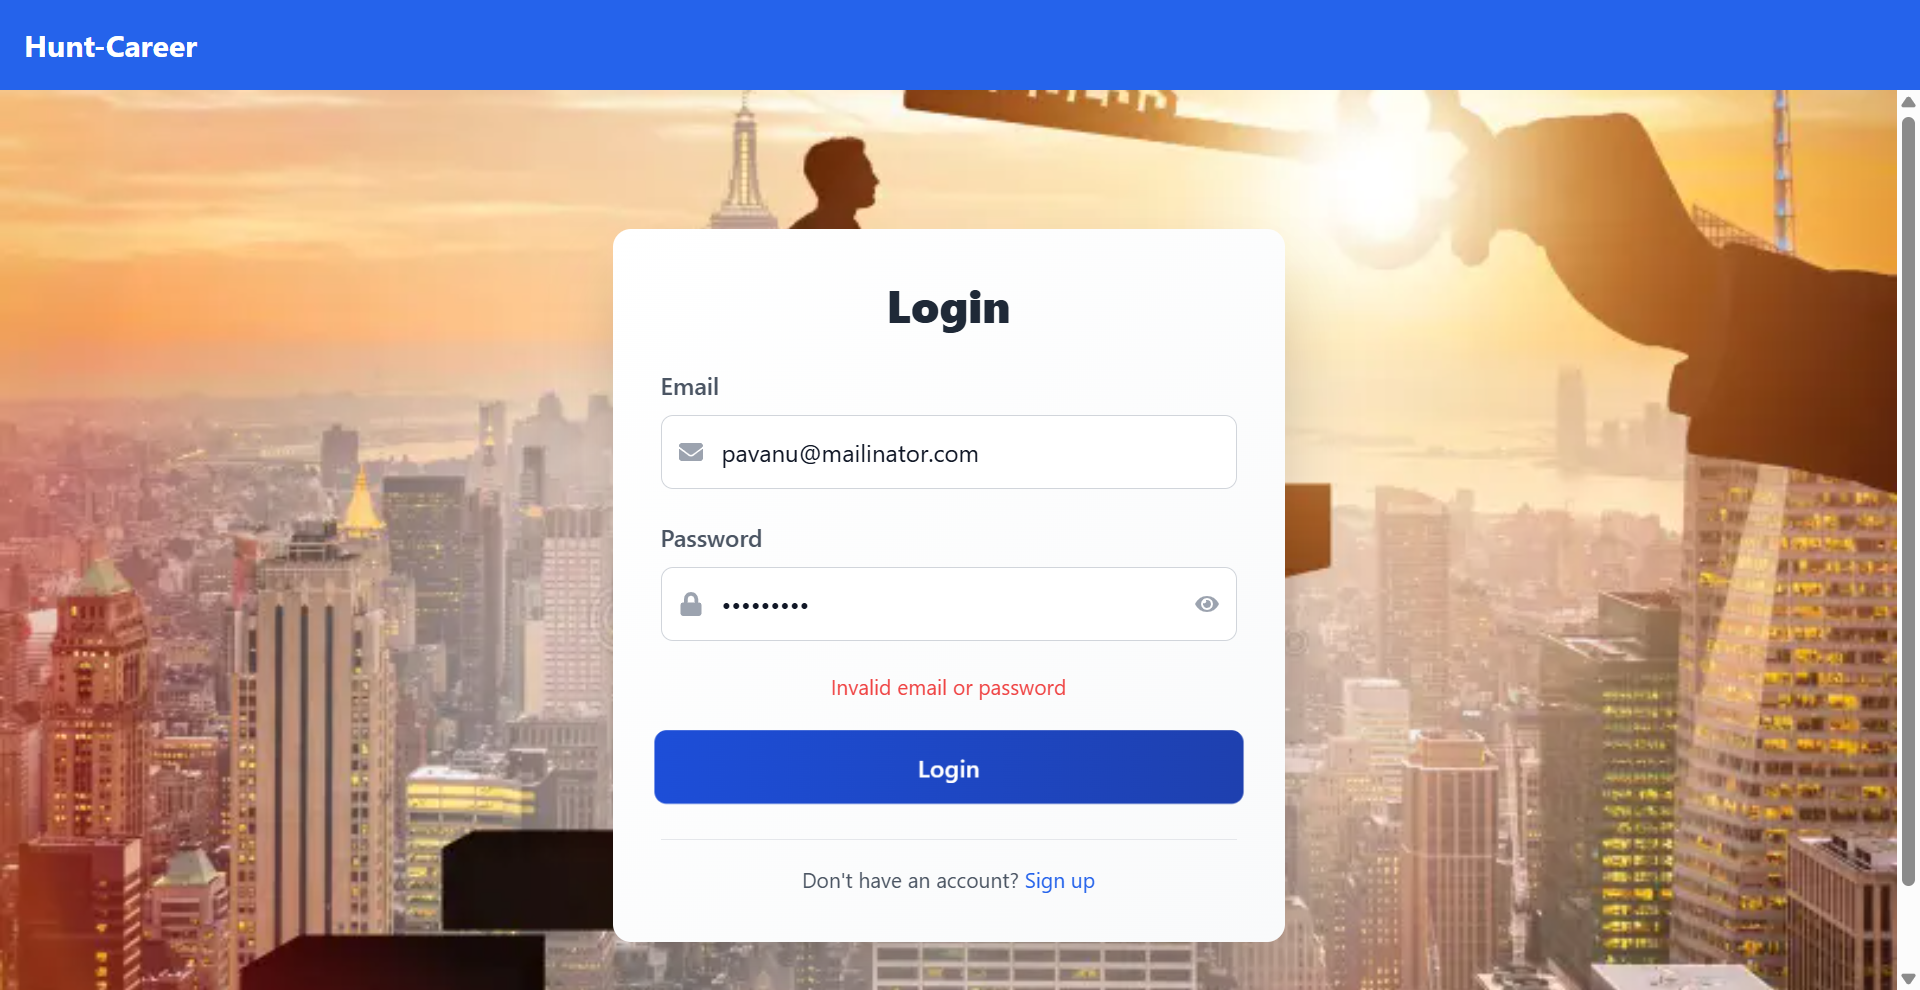 Hunt-Career
Login
Email
pavanu@mailinator.com
Password
•••••••••
Invalid email or password
Login
Don't have an account? Sign up